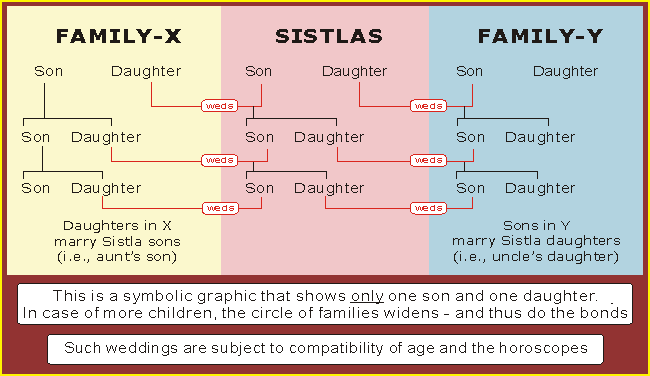 FAMILY-X SISTLAS FAMILY-Y
Son Daughter Son Daughter Son Daughter
weds weds
Son Daughter Son Daughter Son Daughter
weds weds
Son Daughter Son Daughter Son Daughter
weds weds
Daughters in X
marry Sistla sons
(i.e., aunt's son)
Sons in Y
marry Sistla daughters
(i.e., uncle's daughter)
This is a symbolic graphic that shows only one son and one daughter.
In case of more children, the circle of families widens - and thus do the bonds
Such weddings are subject to compatibility of age and the horoscopes